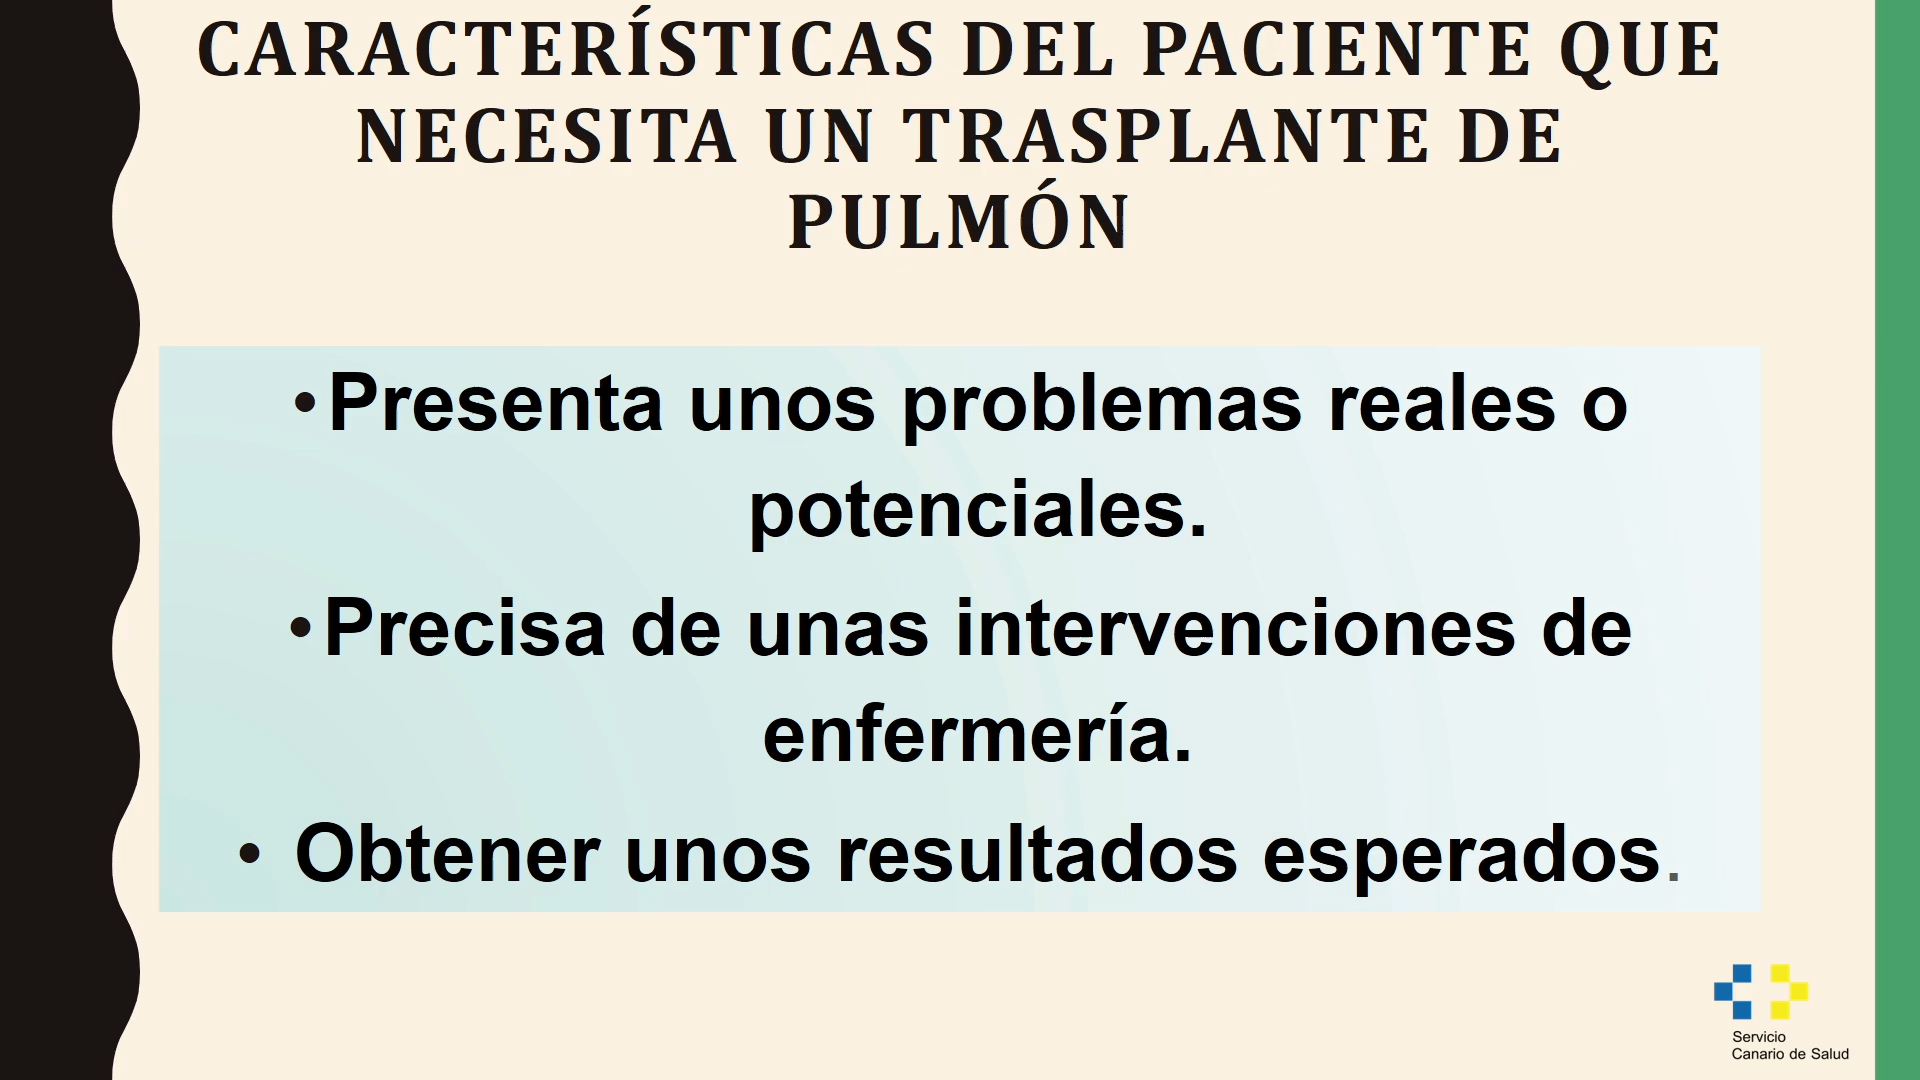 CARACTERÍSTICAS DEL PACIENTE QUE
NECESITA UN TRASPLANTE DE
PULMÓN
•Presenta unos problemas reales o
potenciales.
•Precisa de unas intervenciones de
enfermería.
• Obtener unos resultados esperados.
Servicio
Canario de Salud